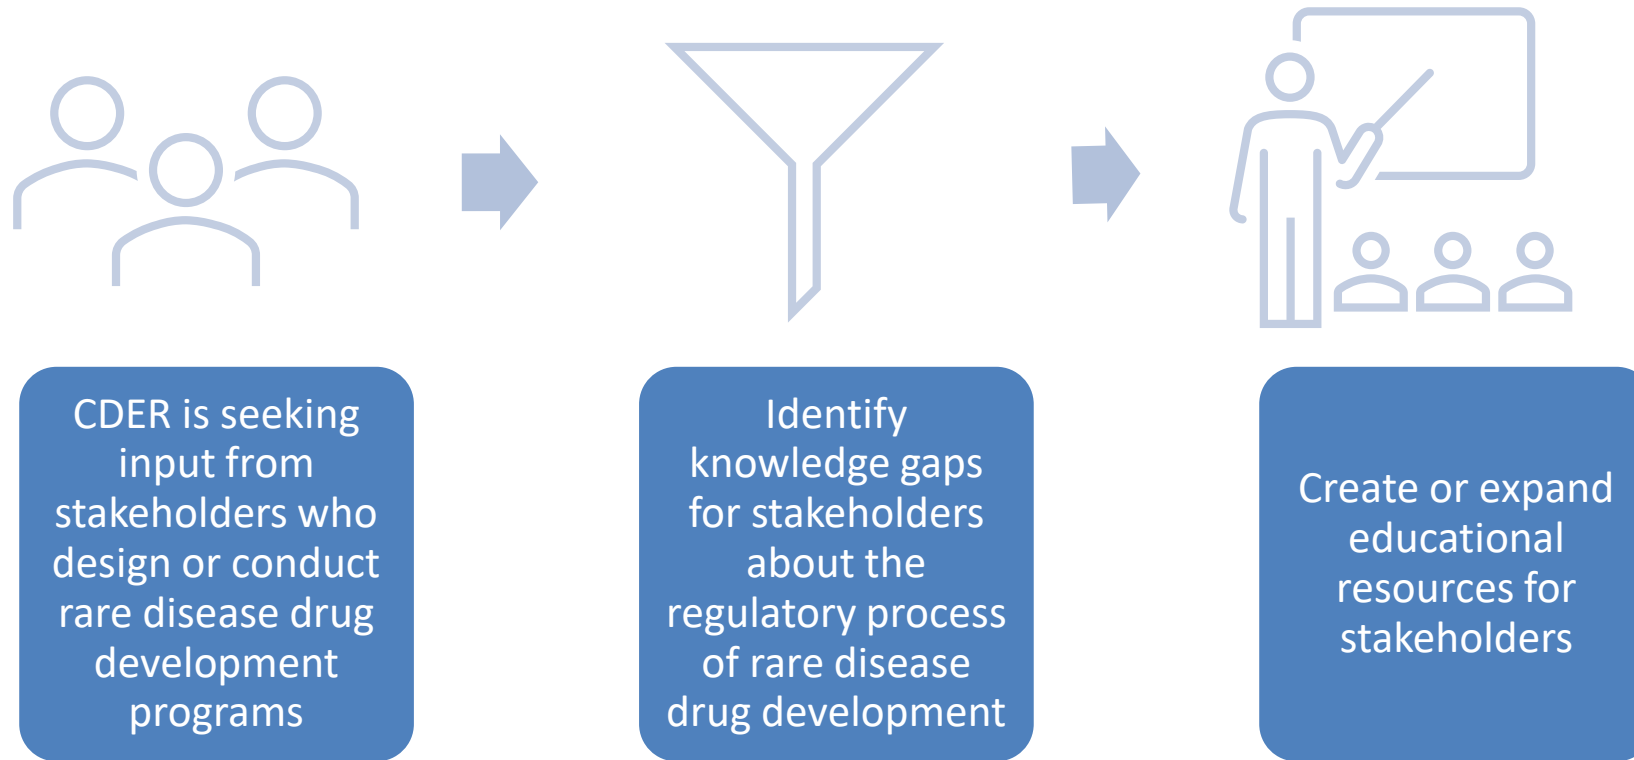 CDER is seeking
input from
stakeholders who
design or conduct
rare disease drug
development
programs
Identify
knowledge gaps
for stakeholders
about the
regulatory process
of rare disease
drug development
Create or expand
educational
resources for
stakeholders